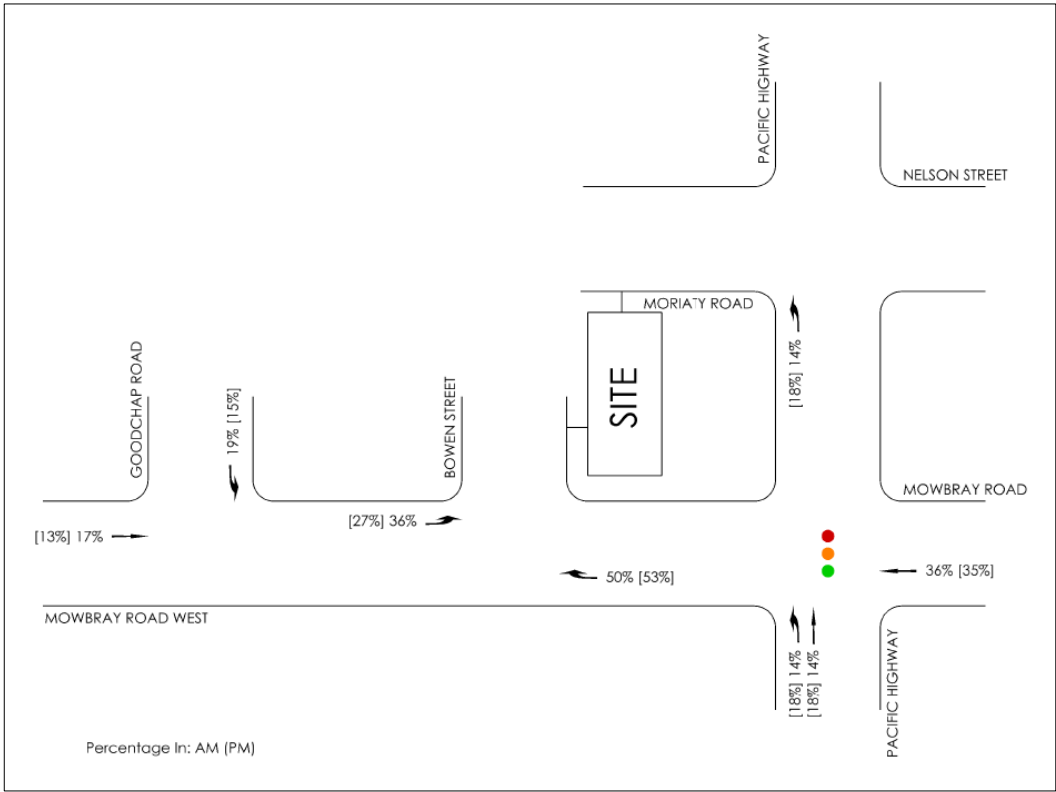 PACIFIC HIGHWAY
NELSON STREET
MORIATY ROAD
[18%] 14%
GOODCHAP ROAD
19% [15%]
BOWEN STREET
SITE
MOWBRAY ROAD
[27%] 36%
[13%] 17%
50% [53%]
36% [35%]
MOWBRAY ROAD WEST
[18%] 14%
[18%] 14%
PACIFIC HIGHWAY
Percentage In: AM (PM)